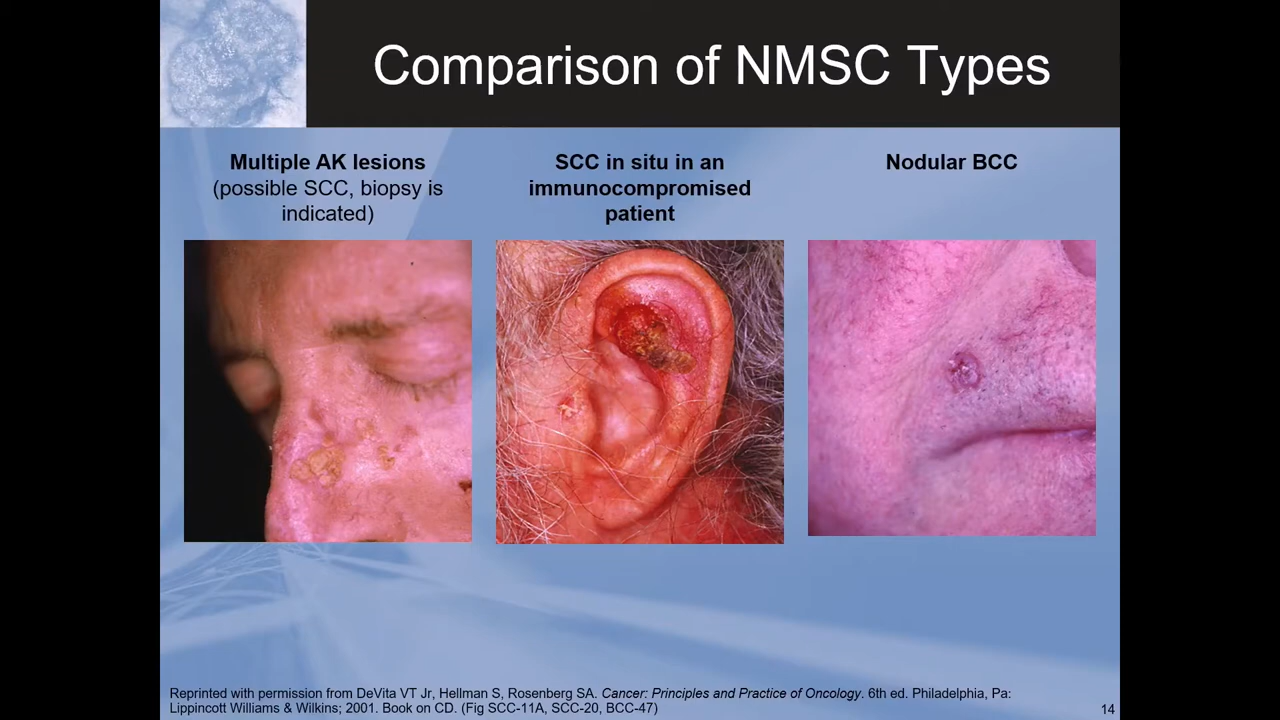 Comparison of NMSC Types
Multiple AK lesions
(possible SCC, biopsy is
indicated)
SCC in situ in an
immunocompromised
patient
Nodular BCC
Reprinted with permission from DeVita VT Jr, Hellman S, Rosenberg SA. Cancer: Principles and Practice of Oncology. 6th ed. Philadelphia, Pa:
Lippincott Williams & Wilkins; 2001. Book on CD. (Fig SCC-11A, SCC-20, BCC-47)
14